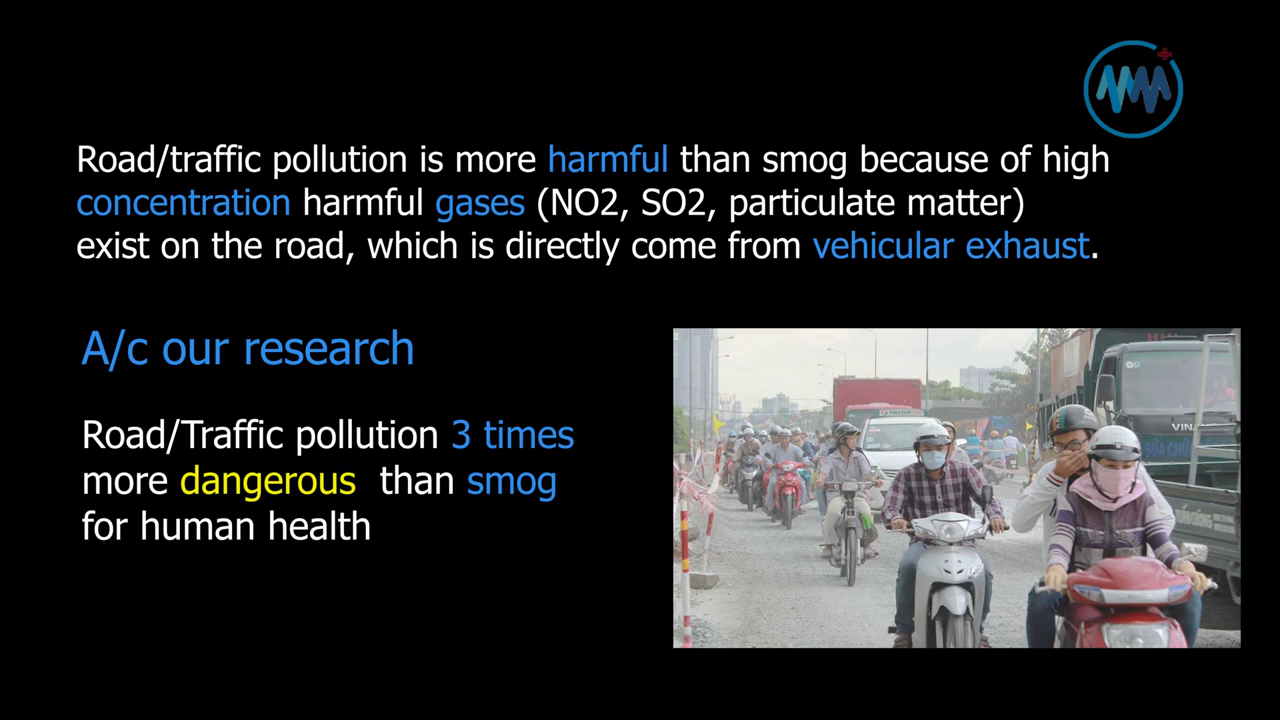 Road/traffic pollution is more harmful than smog because of high
concentration harmful gases (NO2, SO2, particulate matter)
exist on the road, which is directly come from vehicular exhaust.
A/c our research
Road/Traffic pollution 3 times
more dangerous than smog
for human health
VINASUN
VINA